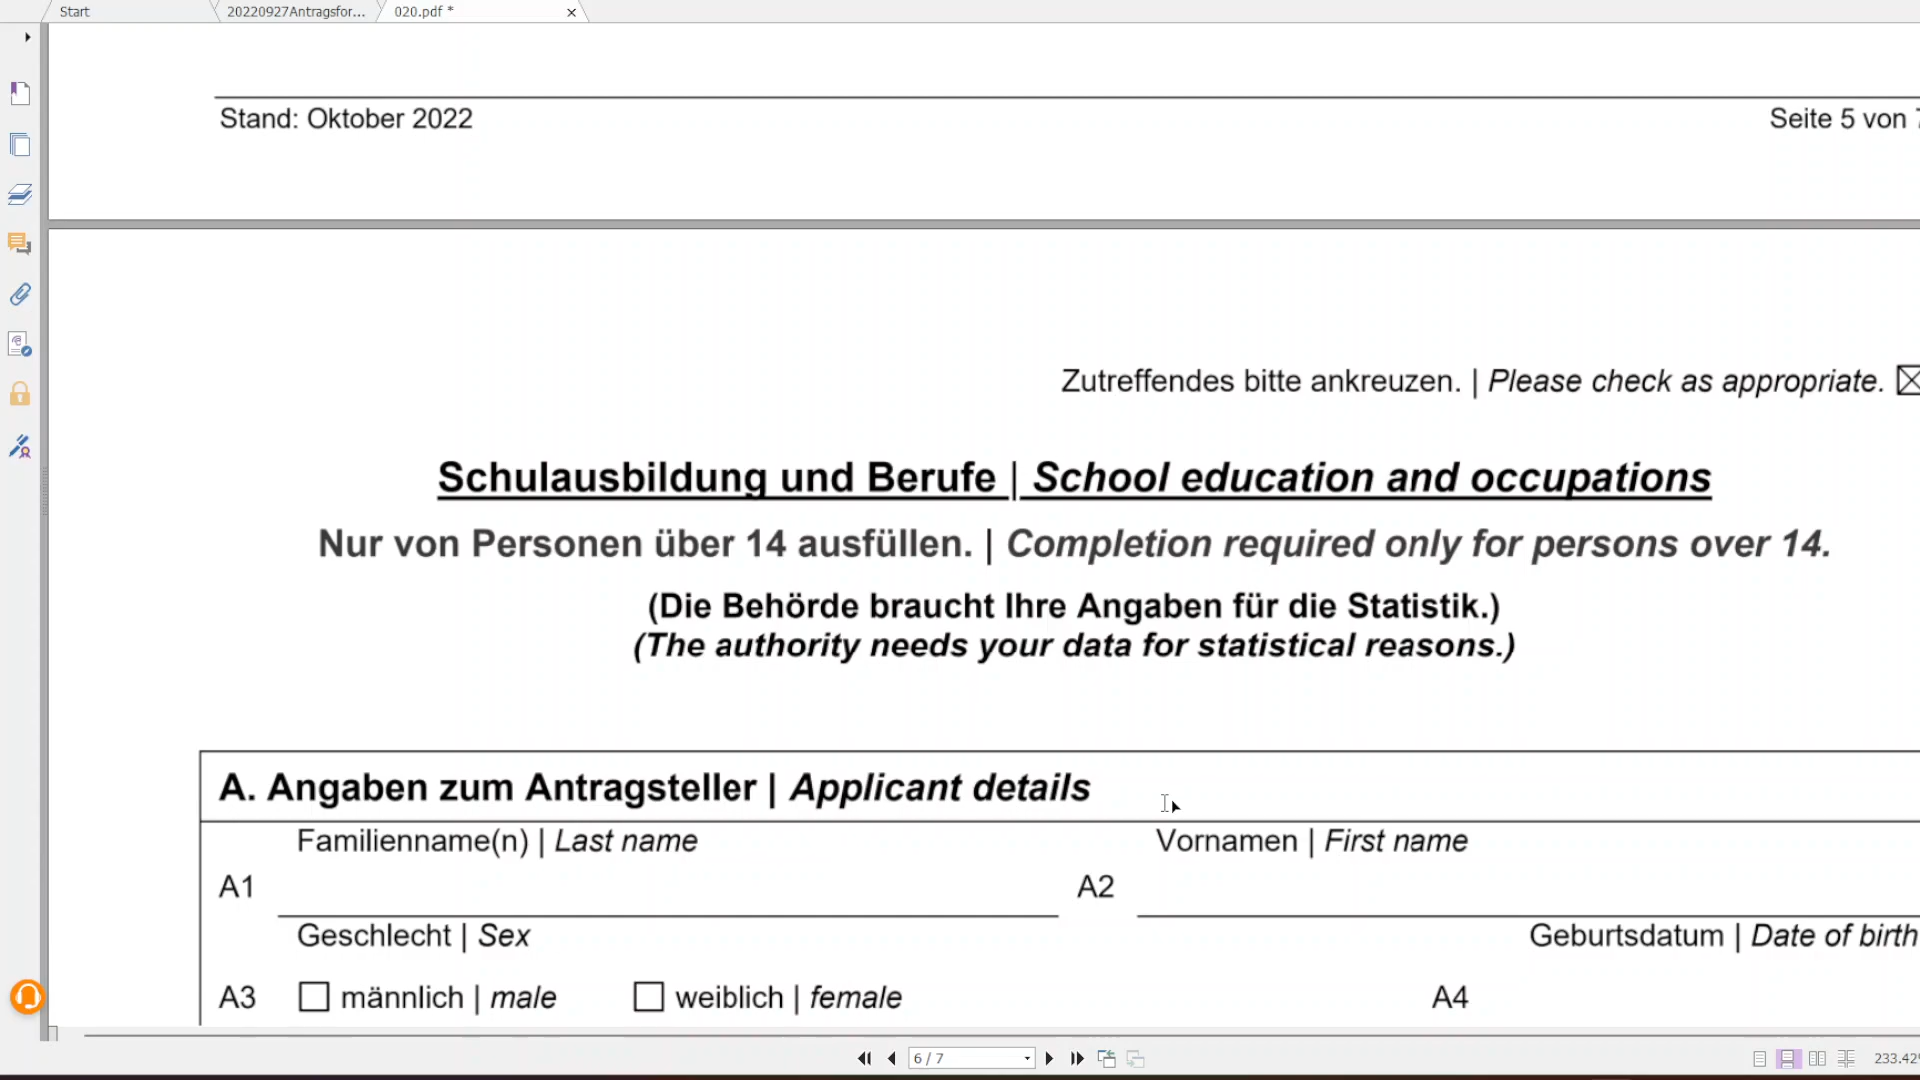 Start
20220927Antragsfor...
020.pdf *
Stand: Oktober 2022
Seite 5 von
Zutreffendes bitte ankreuzen. | Please check as appropriate.
Schulausbildung und Berufe | School education and occupations
Nur von Personen über 14 ausfüllen. | Completion required only for persons over 14.
(Die Behörde braucht Ihre Angaben für die Statistik.)
(The authority needs your data for statistical reasons.)
A. Angaben zum Antragsteller | Applicant details
Familienname(n) | Last name
Vornamen | First name
A1
A2
Geschlecht | Sex
Geburtsdatum | Date of birth
A3
männlich | male
weiblich | female
A4
6 / 7
233.42